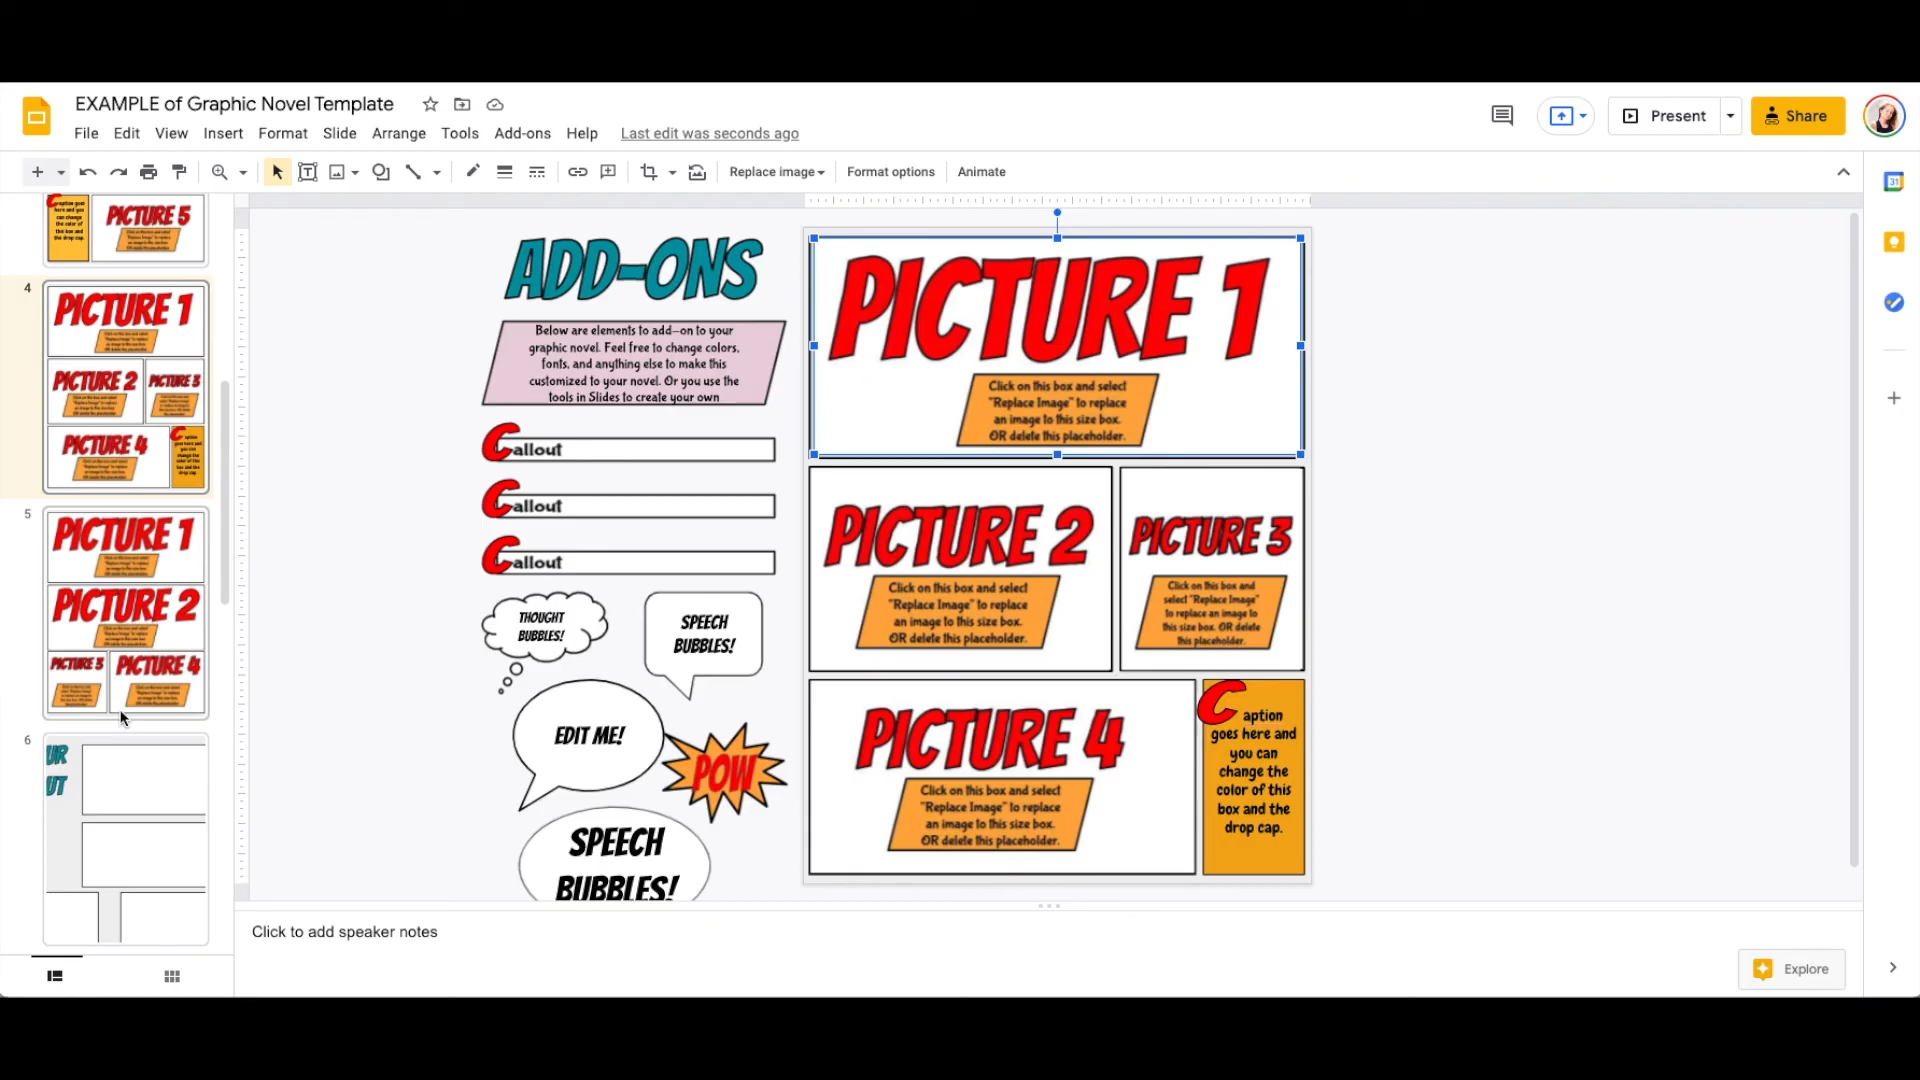 EXAMPLE of Graphic Novel Template
File Edit View Insert Format Slide Arrange Tools Add-ons Help Last edit was seconds ago
Present
Share
Replace image
Format options
Animate
31
PICTURE 5
4
PICTURE 1
PICTURE 2
PICTURE 3
PICTURE 4
5
PICTURE 1
PICTURE 2
PICTURE 3
PICTURE 4
6
UR
UT
ADD-ONS
Below are elements to add-on to your
graphic novel. Feel free to change colors,
fonts, and anything else to make this
customized to your novel. Or you use the
tools in Slides to create your own
Callout
Callout
Callout
THOUGHT
BUBBLES!
SPEECH
BUBBLES!
EDIT ME!
POW
SPEECH
BUBBLES!
PICTURE 1
Click on this box and select
"Replace Image" to replace
an image to this size box.
OR delete this placeholder.
PICTURE 2
Click on this box and select
"Replace Image" to replace
an image to this size box.
OR delete this placeholder.
PICTURE 3
Click on this box and
select "Replace Image"
to replace an image to
this size box. OR delete
this placeholder.
PICTURE 4
Click on this box and select
"Replace Image" to replace
an image to this size box.
OR delete this placeholder.
Caption
goes here and
you can
change the
color of this
box and the
drop cap.
Click to add speaker notes
Explore